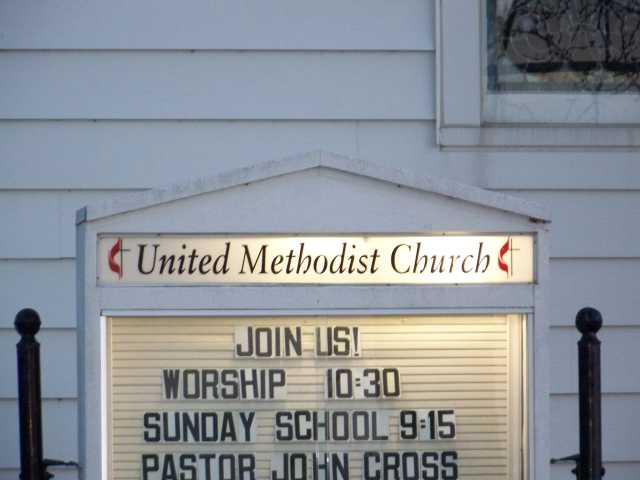 United Methodist Church
JOIN US!
WORSHIP 10:30
SUNDAY SCHOOL 9:15
PASTOR JOHN CROSS